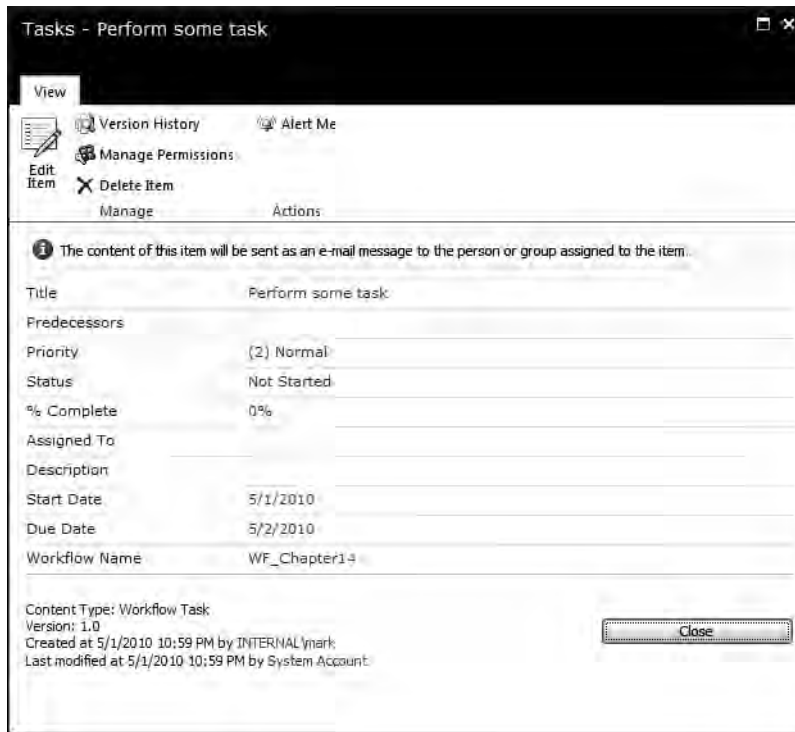 Tasks - Perform some task
View
Edit Item
Version History
Manage Permissions
Delete Item
Manage
Alert Me
Actions
The content of this item will be sent as an e-mail message to the person or group assigned to the item.
Title Perform some task
Predecessors
Priority (2) Normal
Status Not Started
% Complete 0%
Assigned To
Description
Start Date 5/1/2010
Due Date 5/2/2010
Workflow Name WF_Chapter14
Content Type: Workflow Task
Version: 1.0
Created at 5/1/2010 10:59 PM by INTERNAL\mark
Last modified at 5/1/2010 10:59 PM by System Account
Close